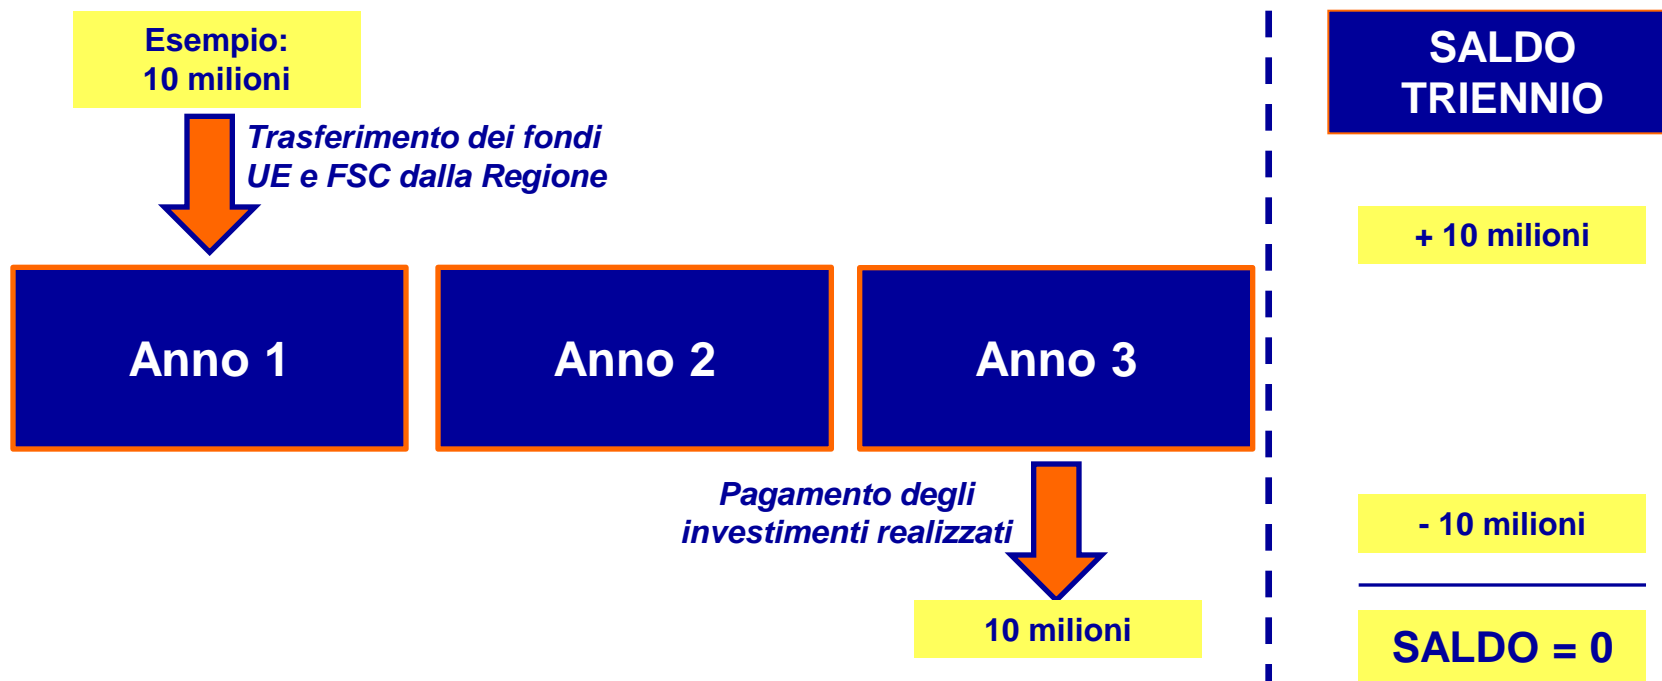 Esempio:
10 milioni
Trasferimento dei fondi
UE e FSC dalla Regione
Anno 1
Anno 2
Anno 3
Pagamento degli
investimenti realizzati
10 milioni
SALDO
TRIENNIO
+ 10 milioni
- 10 milioni
SALDO = 0